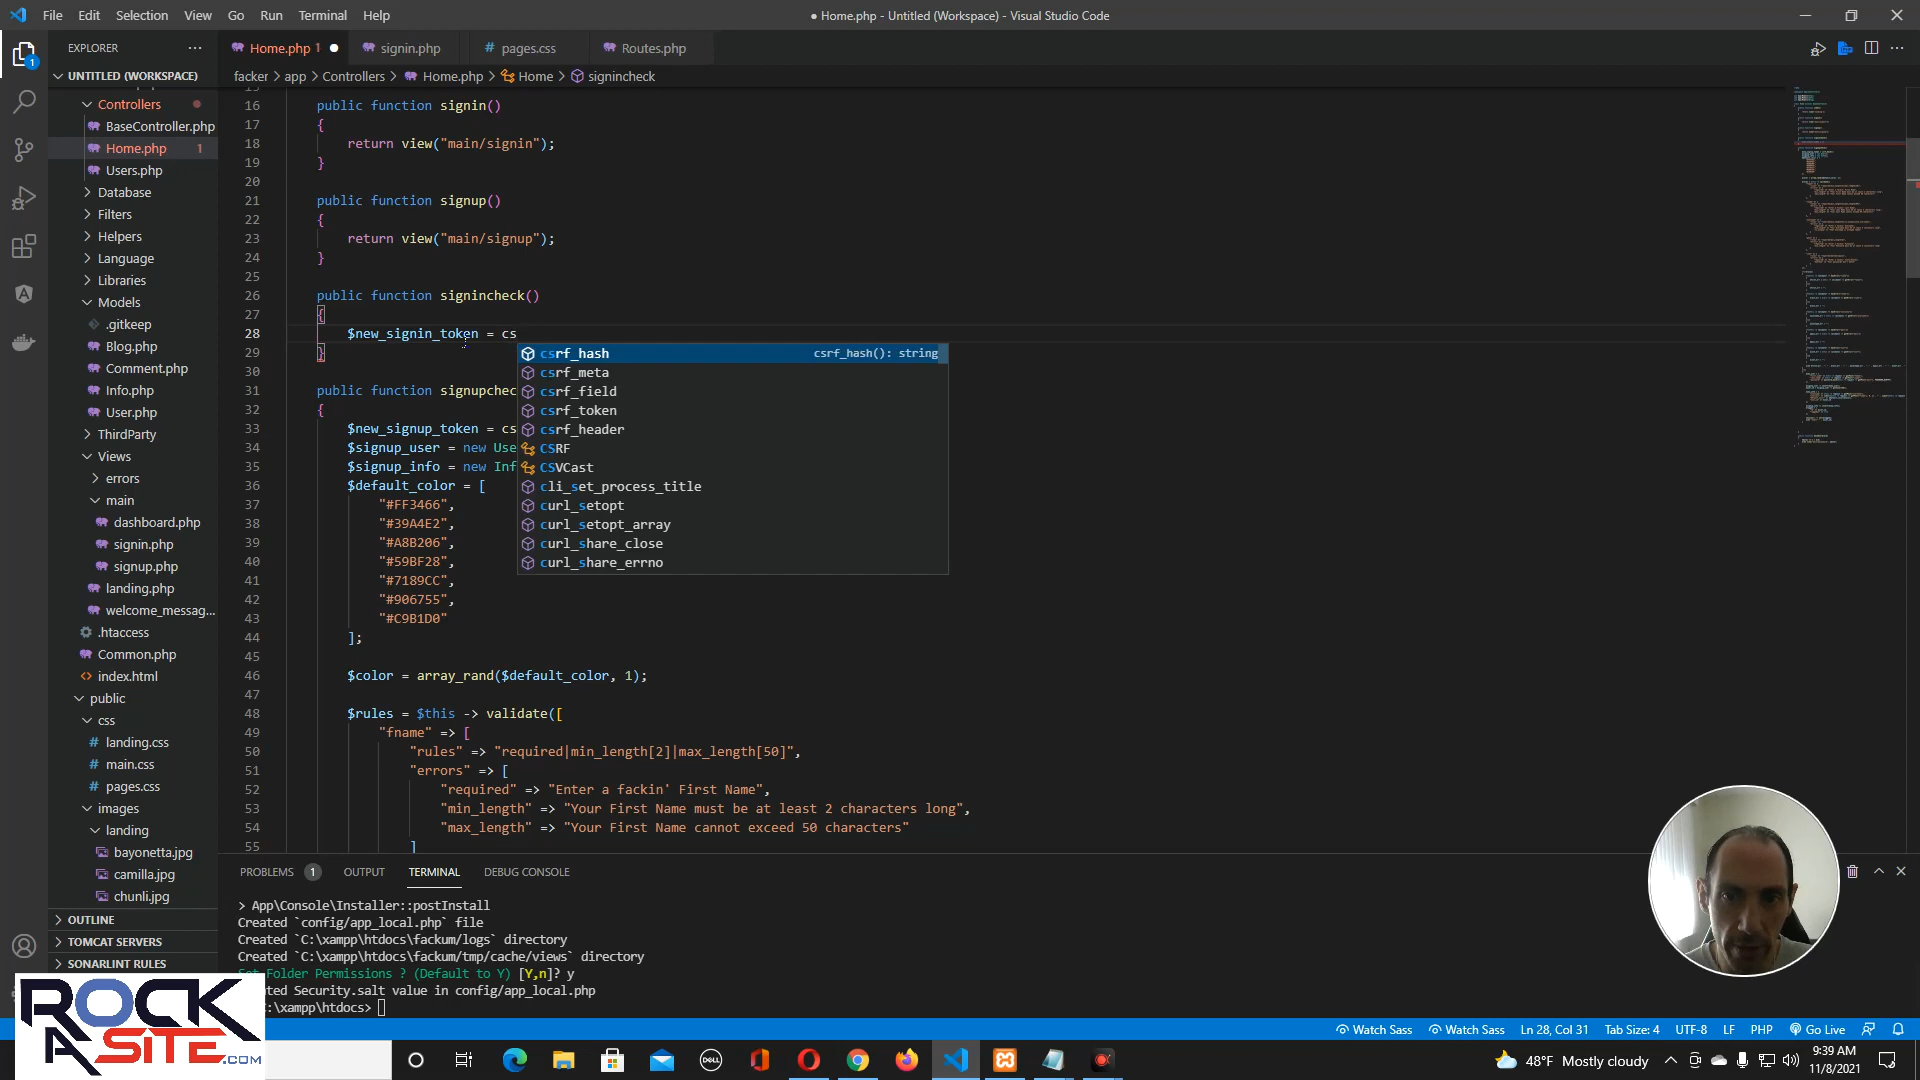 File Edit Selection View Go Run Terminal Help
● Home.php - Untitled (Workspace) - Visual Studio Code
EXPLORER
Home.php 1
signin.php
pages.css
Routes.php
UNTITLED (WORKSPACE)
facker > app > Controllers > Home.php > Home > signincheck
Controllers
BaseController.php
Home.php 1
Users.php
Database
Filters
Helpers
Language
Libraries
Models
.gitkeep
Blog.php
Comment.php
Info.php
User.php
ThirdParty
Views
errors
main
dashboard.php
signin.php
signup.php
landing.php
welcome_messag...
.htaccess
Common.php
index.html
public
css
landing.css
main.css
pages.css
images
landing
bayonetta.jpg
camilla.jpg
chunli.jpg
OUTLINE
TOMCAT SERVERS
SONARLINT RULES
16 public function signin()
17 {
18 return view("main/signin");
19 }
20
21 public function signup()
22 {
23 return view("main/signup");
24 }
25
26 public function signincheck()
27 {
28 $new_signin_token = cs
29 }
30
31 public function signupchec
32 {
33 $new_signup_token = cs
34 $signup_user = new Use
35 $signup_info = new Inf
36 $default_color = [
37 "#FF3466",
38 "#39A4E2",
39 "#A8B206",
40 "#59BF28",
41 "#7189CC",
42 "#906755",
43 "#C9B1D0"
44 ];
45
46 $color = array_rand($default_color, 1);
47
48 $rules = $this -> validate([
49 "fname" => [
50 "rules" => "required|min_length[2]|max_length[50]",
51 "errors" => [
52 "required" => "Enter a fackin' First Name",
53 "min_length" => "Your First Name must be at least 2 characters long",
54 "max_length" => "Your First Name cannot exceed 50 characters"
55 ]
csrf_hash csrf_hash(): string
csrf_meta
csrf_field
csrf_token
csrf_header
CSRF
CSVCast
cli_set_process_title
curl_setopt
curl_setopt_array
curl_share_close
curl_share_errno
PROBLEMS 1 OUTPUT TERMINAL DEBUG CONSOLE
> App\Console\Installer::postInstall
Created `config/app_local.php` file
Created `C:\xampp\htdocs\fackum/logs` directory
Created `C:\xampp\htdocs\fackum/tmp/cache/views` directory
Set Folder Permissions ? (Default to Y) [Y,n]? y
ted Security.salt value in config/app_local.php
:\xampp\htdocs>
ROCK
A SITE.COM
Watch Sass Watch Sass Ln 28, Col 31 Tab Size: 4 UTF-8 LF PHP Go Live
DELL
48°F Mostly cloudy
9:39 AM
11/8/2021